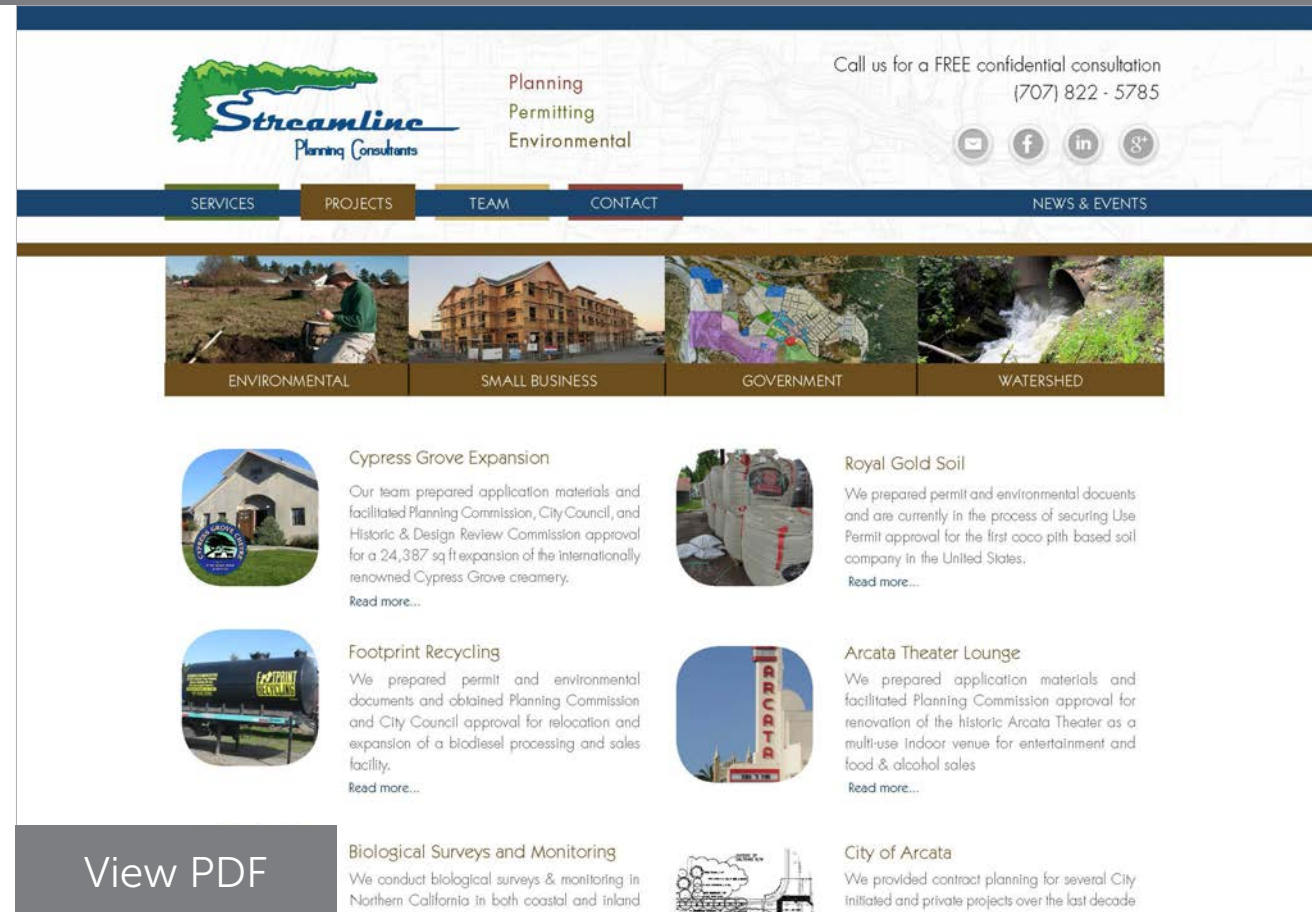 Streamline
Planning Consultants
Planning
Permitting
Environmental
Call us for a FREE confidential consultation
(707) 822 - 5785
f
in
g+
SERVICES
PROJECTS
TEAM
CONTACT
NEWS & EVENTS
ENVIRONMENTAL
SMALL BUSINESS
GOVERNMENT
WATERSHED
Cypress Grove Expansion
Our team prepared application materials and
facilitated Planning Commission, City Council, and
Historic & Design Review Commission approval
for a 24,387 sq ft expansion of the internationally
renowned Cypress Grove creamery.
Read more...
CYPRESS GROVE CHEVRE
Royal Gold Soil
We prepared permit and environmental docuents
and are currently in the process of securing Use
Permit approval for the first coco pith based soil
company in the United States.
Read more...
Footprint Recycling
We prepared permit and environmental
documents and obtained Planning Commission
and City Council approval for relocation and
expansion of a biodiesel processing and sales
facility.
Read more...
FOOTPRINT
RECYCLING
Arcata Theater Lounge
We prepared application materials and
facilitated Planning Commission approval for
renovation of the historic Arcata Theater as a
multi-use indoor venue for entertainment and
food & alcohol sales
Read more...
ARCATA
Biological Surveys and Monitoring
We conduct biological surveys & monitoring in
Northern California in both coastal and inland
City of Arcata
We provided contract planning for several City
initiated and private projects over the last decade
View PDF